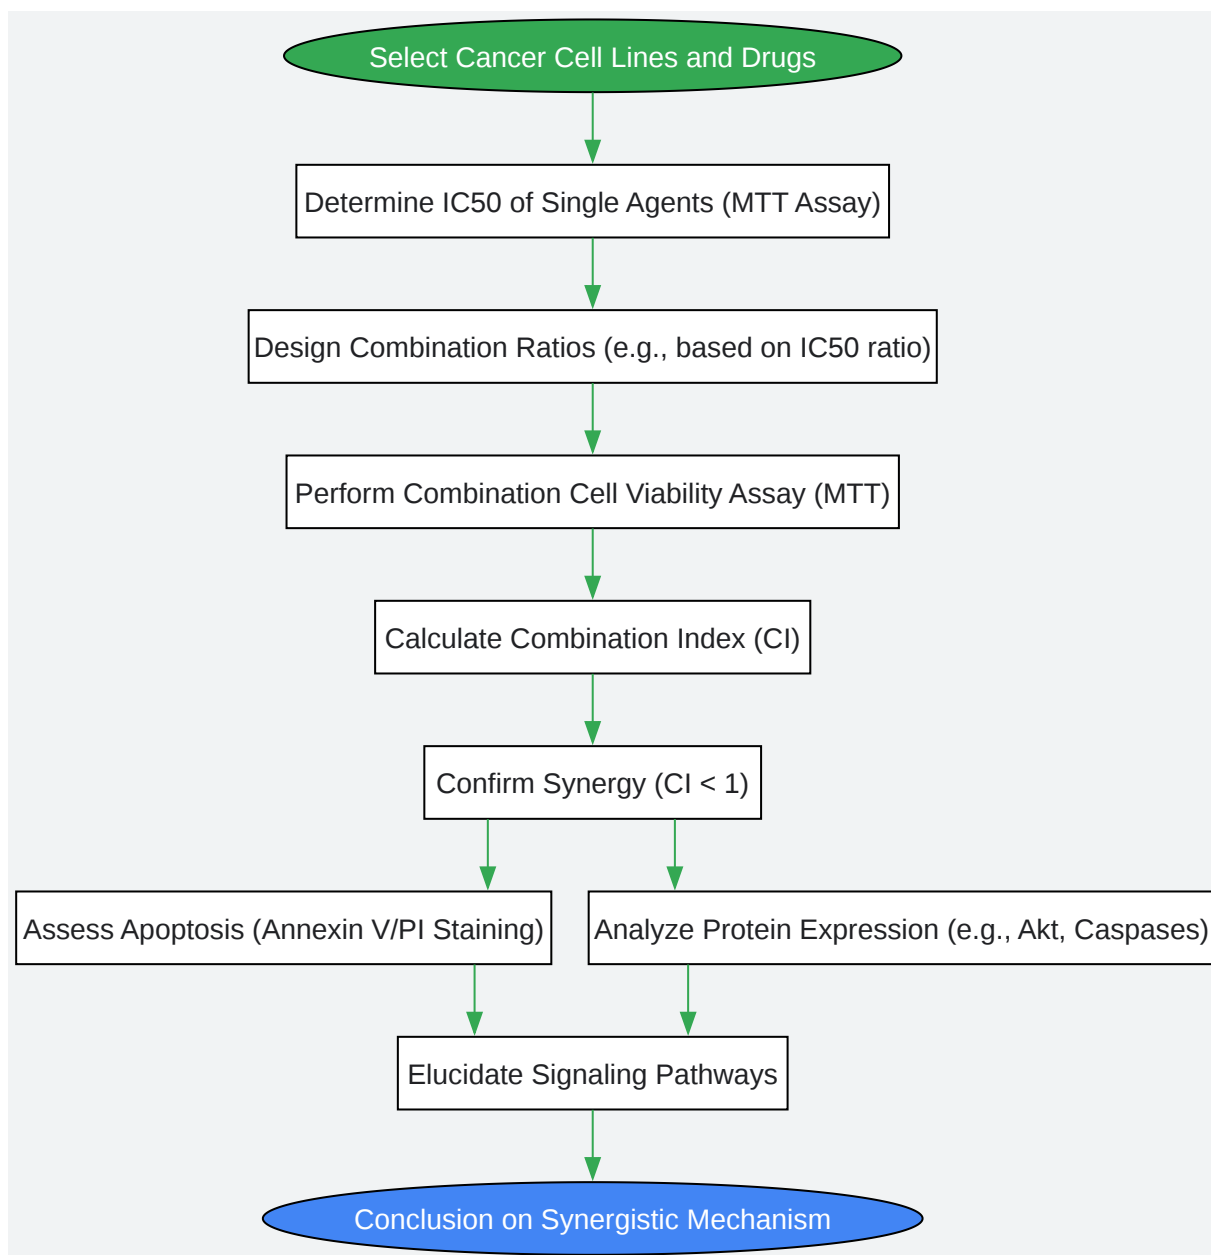 Select Cancer Cell Lines and Drugs
Determine IC50 of Single Agents (MTT Assay)
Design Combination Ratios (e.g., based on IC50 ratio)
Perform Combination Cell Viability Assay (MTT)
Calculate Combination Index (CI)
Confirm Synergy (CI < 1)
Assess Apoptosis (Annexin V/PI Staining)
Analyze Protein Expression (e.g., Akt, Caspases)
Elucidate Signaling Pathways
Conclusion on Synergistic Mechanism